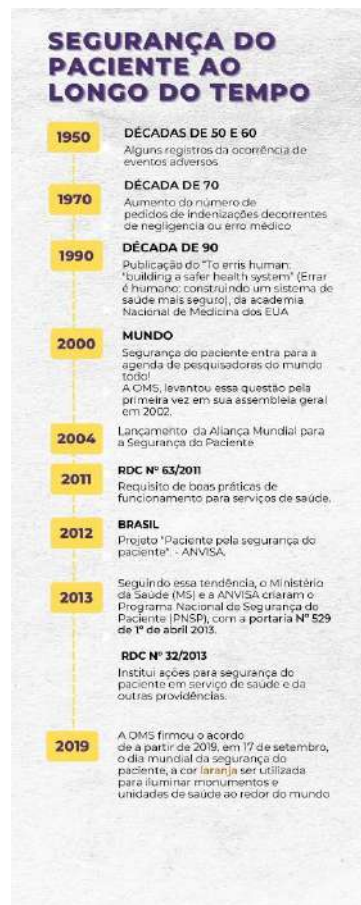 SEGURANÇA DO
PACIENTE AO
LONGO DO TEMPO
1950
DÉCADAS DE 50 E 60
Alguns registros da ocorrência de
eventos adversos
1970
DÉCADA DE 70
Aumento do número de
pedidos de indenizações decorrentes
de negligencia ou erro médico
1990
DÉCADA DE 90
Publicação do "To erris human:
"building a safer health system" (Errar
é humano: construindo um sistema de
saúde mais seguro), da academia
Nacional de Medicina dos EUA
2000
MUNDO
Segurança do paciente entra para a
agenda de pesquisadoras do mundo
todo!
A OMS, levantou essa questão pela
primeira vez em sua assembleia geral
em 2002.
2004
Lançamento da Aliança Mundial para
a Segurança do Paciente
2011
RDC Nº 63/2011
Requisito de boas práticas de
funcionamento para serviços de saúde.
2012
BRASIL
Projeto "Paciente pela segurança do
paciente". - ANVISA.
2013
Seguindo essa tendência, o Ministério
da Saúde (MS) e a ANVISA criaram o
Programa Nacional de Segurança do
Paciente (PNSP), com a portaria Nº 529
de 1º de abril 2013.
RDC Nº 32/2013
Institui ações para segurança do
paciente em serviço de saúde e da
outras providências.
2019
A OMS firmou o acordo
de a partir de 2019, em 17 de setembro,
o dia mundial da segurança do
paciente, a cor laranja ser utilizada
para iluminar monumentos e
unidades de saúde ao redor do mundo